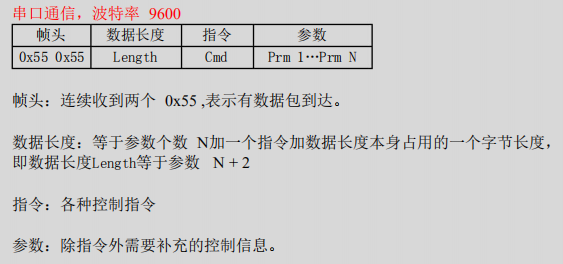 串口通信，波特率 9600
帧头 数据长度 指令 参数
0x55 0x55 Length Cmd Prm 1…Prm N
帧头：连续收到两个 0x55 ,表示有数据包到达。
数据长度：等于参数个数 N加一个指令加数据长度本身占用的一个字节长度，
即数据长度Length等于参数 N + 2
指令：各种控制指令
参数：除指令外需要补充的控制信息。